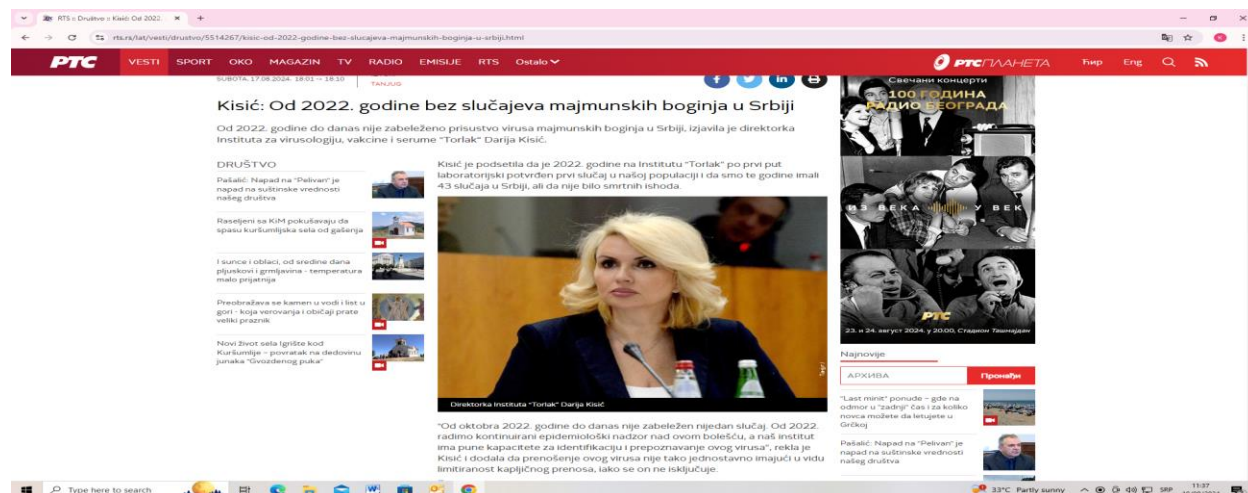 RTS :: Društvo :: Kisić: Od 2022.
rts.rs/lat/vesti/drustvo/5514267/kisic-od-2022-godine-bez-slucajeva-majmunskih-boginja-u-srbiji.html
РТС VESTI SPORT OKO MAGAZIN TV RADIO EMISIJE RTS Ostalo
РТС ПЛАНЕТА Ћир Eng
SUBOTA, 17.08.2024, 18:01 -> 18:10
TANJUG
Kisić: Od 2022. godine bez slučajeva majmunskih boginja u Srbiji
Od 2022. godine do danas nije zabeleženo prisustvo virusa majmunskih boginja u Srbiji, izjavila je direktorka
Instituta za virusologiju, vakcine i serume "Torlak" Darija Kisić.
DRUŠTVO
Pašalić: Napad na "Pelivan" je
napad na suštinske vrednosti
našeg društva
Raseljeni sa KiM pokušavaju da
spasu kuršumlijska sela od gašenja
I sunce i oblaci, od sredine dana
pljuskovi i grmljavina - temperatura
malo prijatnija
Preobražava se kamen u vodi i list u
gori - koja verovanja i običaji prate
veliki praznik
Novi život sela Igrište kod
Kuršumlije – povratak na dedovinu
junaka "Gvozdenog puka"
Kisić je podsetila da je 2022. godine na Institutu "Torlak" po prvi put
laboratorijski potvrđen prvi slučaj u našoj populaciji i da smo te godine imali
43 slučaja u Srbiji, ali da nije bilo smrtnih ishoda.
Tanjug
Direktorka Instituta "Torlak" Darija Kisić
"Od oktobra 2022. godine do danas nije zabeležen nijedan slučaj. Od 2022.
radimo kontinuirani epidemiološki nadzor nad ovom bolešću, a naš institut
ima pune kapacitete za identifikaciju i prepoznavanje ovog virusa", rekla je
Kisić i dodala da prenošenje ovog virusa nije tako jednostavno imajući u vidu
limitiranost kapljičnog prenosa, iako se on ne isključuje.
Свечани концерти
100 ГОДИНА
РАДИО БЕОГРАДА
ИЗ ВЕКА У ВЕК
РТС
23. и 24. август 2024. у 20.00, Стадион Ташмајдан
Najnovije
АРХИВА Пронађи
"Last minit" ponude – gde na
odmor u "zadnji" čas i za koliko
novca možete da letujete u
Grčkoj
Pašalić: Napad na "Pelivan" je
napad na suštinske vrednosti
našeg društva
Type here to search
33°C Partly sunny
SRP
11:37